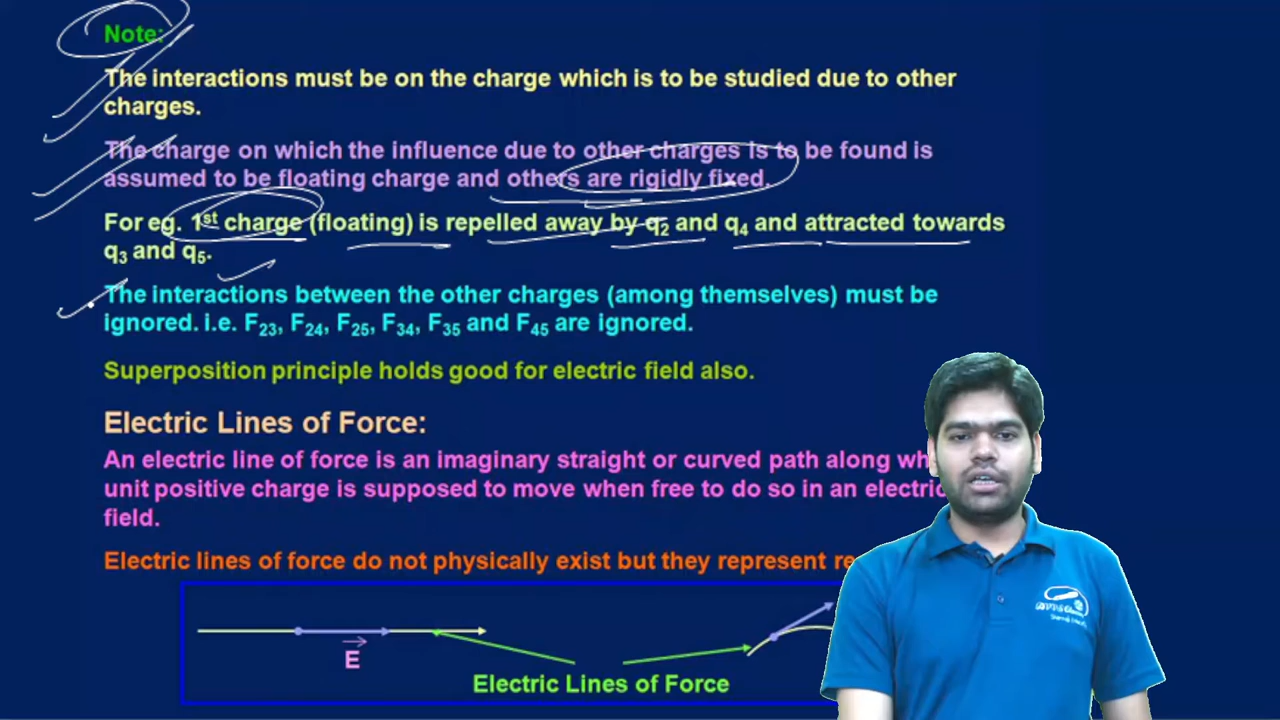 Note:
The interactions must be on the charge which is to be studied due to other
charges.
The charge on which the influence due to other charges is to be found is
assumed to be floating charge and others are rigidly fixed.
For eg. 1st charge (floating) is repelled away by q2 and q4 and attracted towards
q3 and q5.
The interactions between the other charges (among themselves) must be
ignored. i.e. F23, F24, F25, F34, F35 and F45 are ignored.
Superposition principle holds good for electric field also.
Electric Lines of Force:
An electric line of force is an imaginary straight or curved path along
unit positive charge is supposed to move when free to do so in an electric
field.
Electric lines of force do not physically exist but they represent
E
Electric Lines of Force